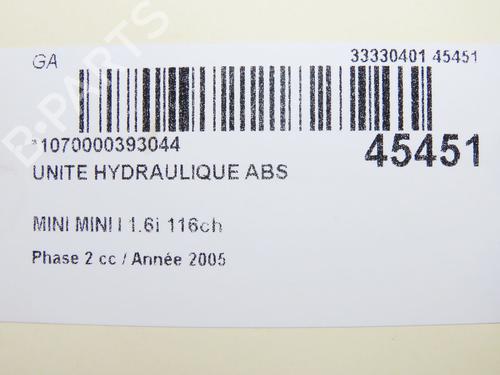 GA 33330401 45451
*1070000393044 45451
UNITE HYDRAULIQUE ABS
MINI MINI I 1.6i 116ch
Phase 2 cc / Année 2005
B-PARTS